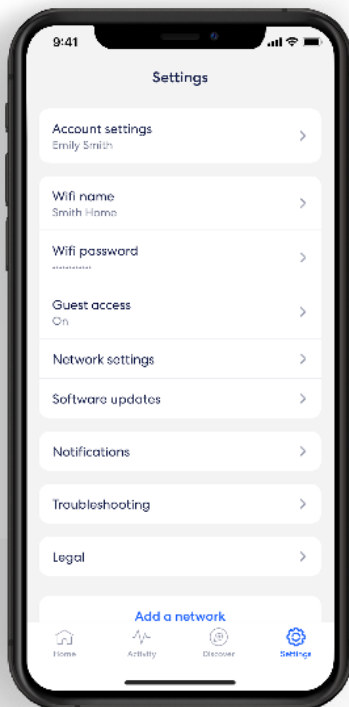 9:41
Settings
Account settings
Emily Smith
Wifi name
Smith Home
Wifi password
••••••••••
Guest access
On
Network settings
Software updates
Notifications
Troubleshooting
Legal
Add a network
Home
Activity
Discover
Settings